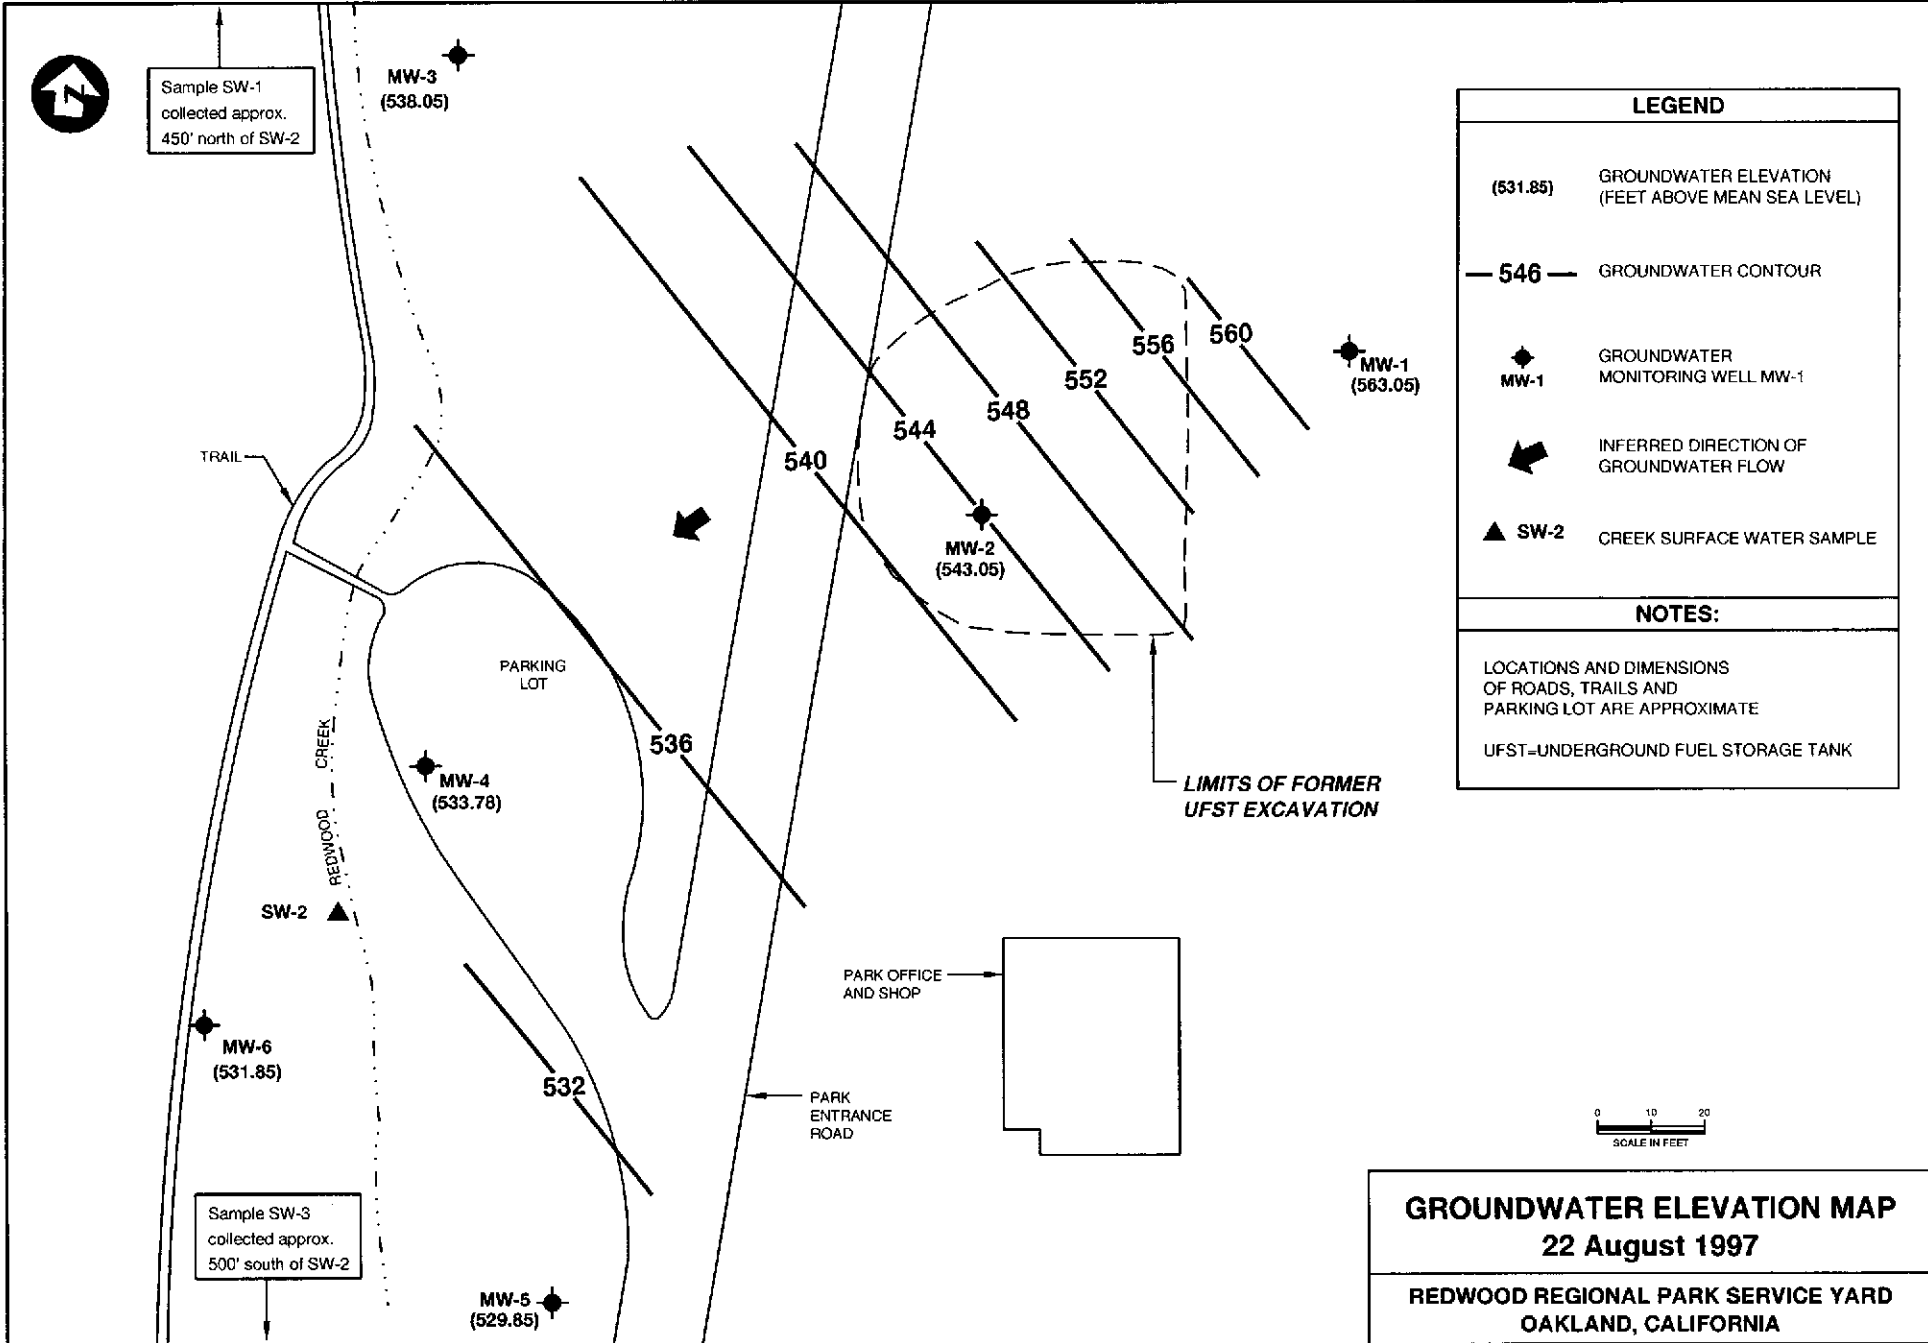 Sample SW-1
collected approx.
450' north of SW-2
N
MW-3
(538.05)
TRAIL
540
544
548
552
556
560
MW-1
(563.05)
MW-2
(543.05)
536
PARKING
LOT
REDWOOD CREEK
MW-4
(533.78)
SW-2
MW-6
(531.85)
532
Sample SW-3
collected approx.
500' south of SW-2
MW-5
(529.85)
LIMITS OF FORMER
UFST EXCAVATION
PARK OFFICE
AND SHOP
PARK
ENTRANCE
ROAD
LEGEND
(531.85)
GROUNDWATER ELEVATION
(FEET ABOVE MEAN SEA LEVEL)
546
GROUNDWATER CONTOUR
MW-1
GROUNDWATER
MONITORING WELL MW-1
INFERRED DIRECTION OF
GROUNDWATER FLOW
SW-2
CREEK SURFACE WATER SAMPLE
NOTES:
LOCATIONS AND DIMENSIONS
OF ROADS, TRAILS AND
PARKING LOT ARE APPROXIMATE
UFST=UNDERGROUND FUEL STORAGE TANK
0 10 20
SCALE IN FEET
GROUNDWATER ELEVATION MAP
22 August 1997
REDWOOD REGIONAL PARK SERVICE YARD
OAKLAND, CALIFORNIA